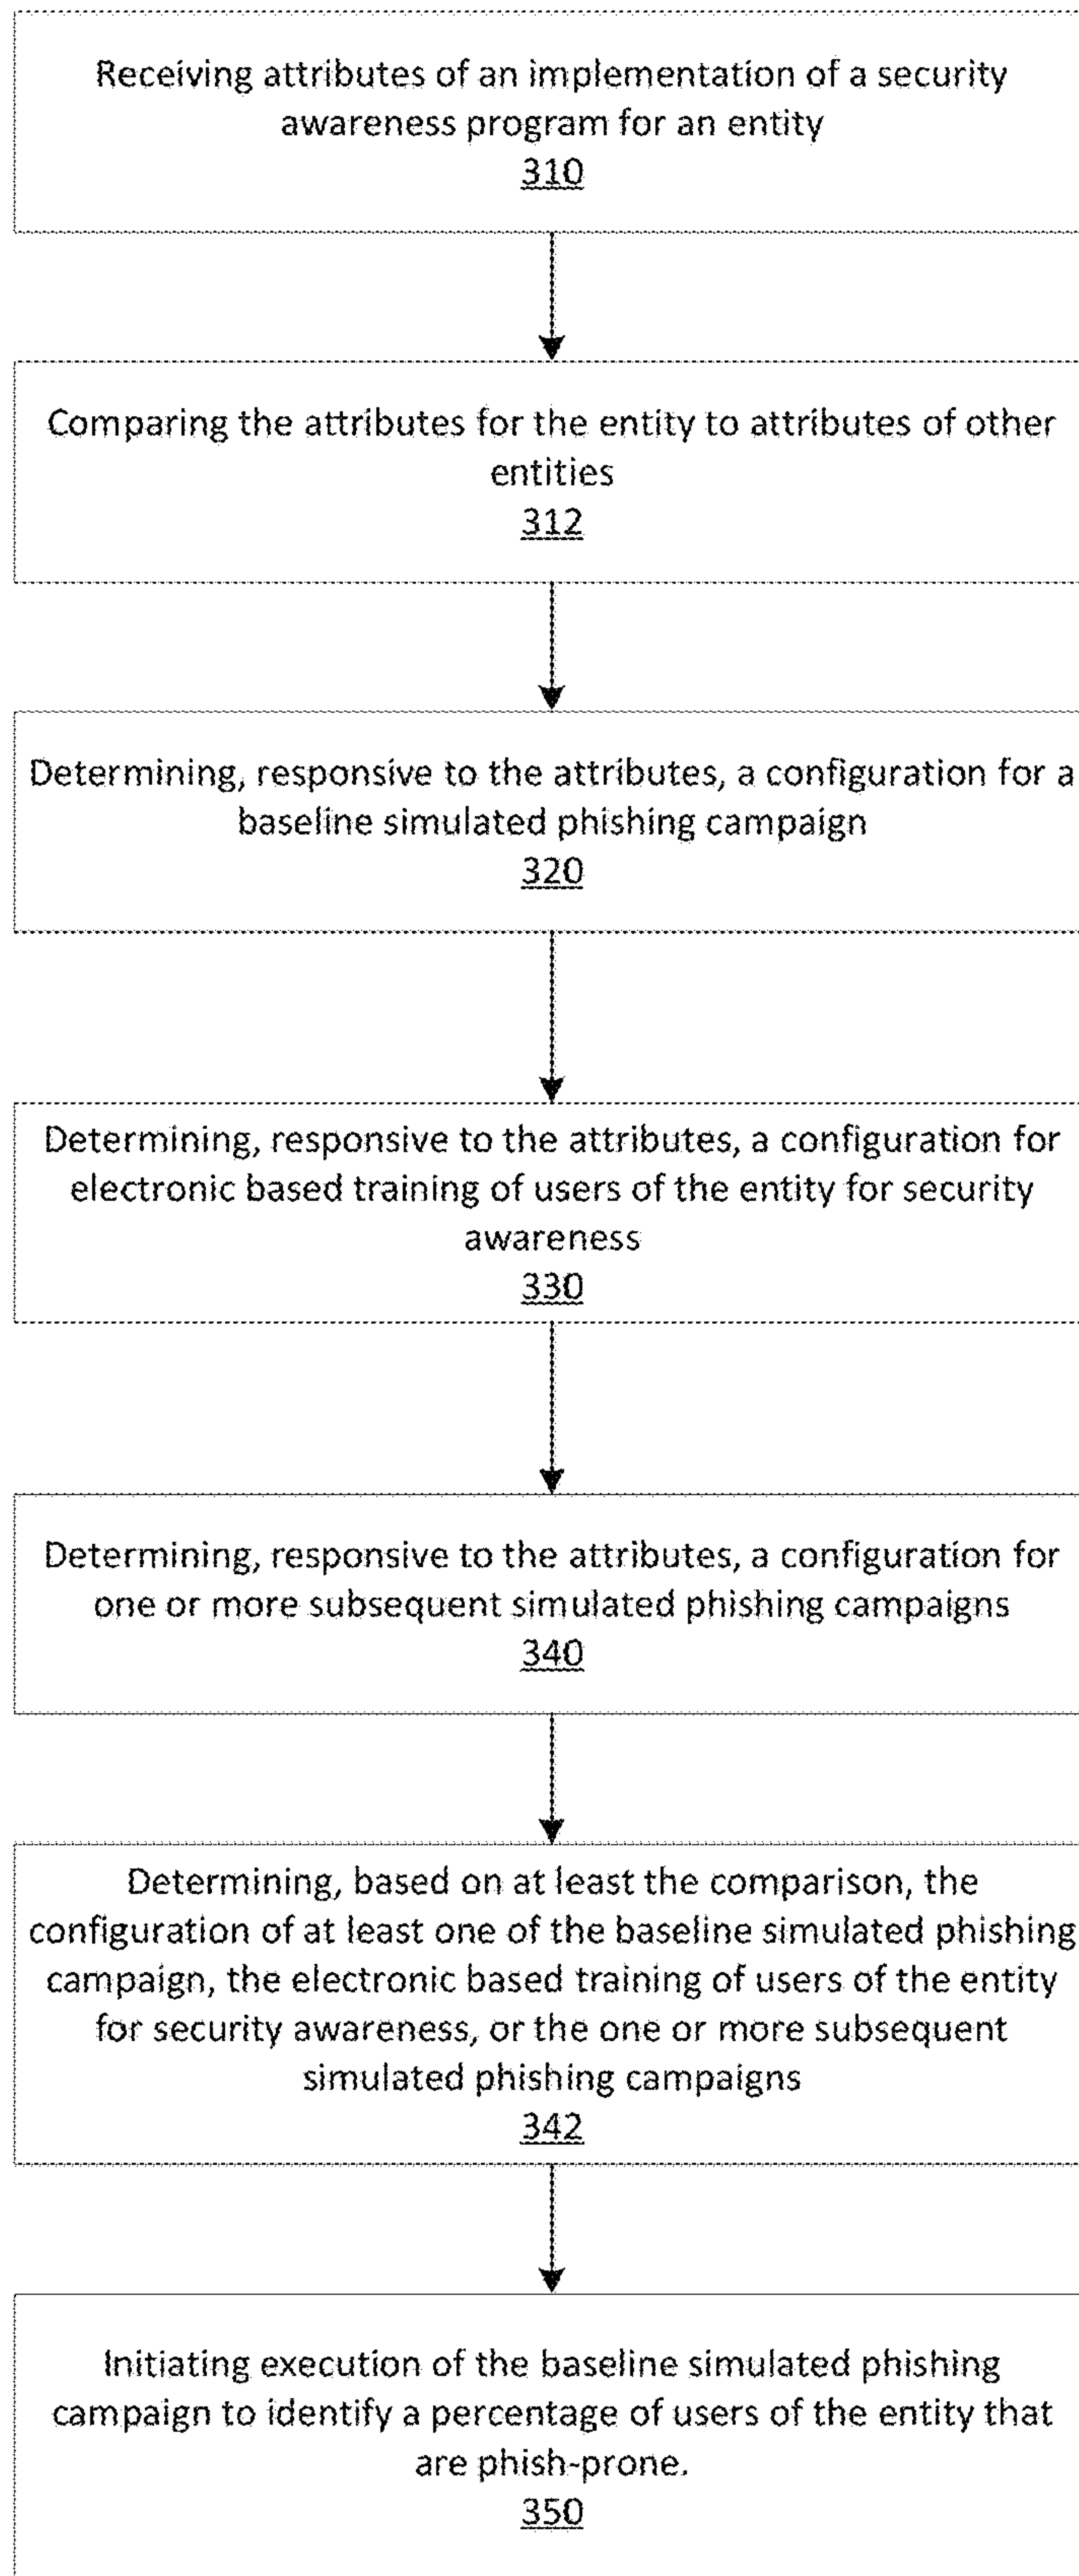 Receiving attributes of an implementation of a security
awareness program for an entity
310
Comparing the attributes for the entity to attributes of other
entities
312
Determining, responsive to the attributes, a configuration for a
baseline simulated phishing campaign
320
Determining, responsive to the attributes, a configuration for
electronic based training of users of the entity for security
awareness
330
Determining, responsive to the attributes, a configuration for
one or more subsequent simulated phishing campaigns
340
Determining, based on at least the comparison, the
configuration of at least one of the baseline simulated phishing
campaign, the electronic based training of users of the entity
for security awareness, or the one or more subsequent
simulated phishing campaigns
342
Initiating execution of the baseline simulated phishing
campaign to identify a percentage of users of the entity that
are phish-prone.
350